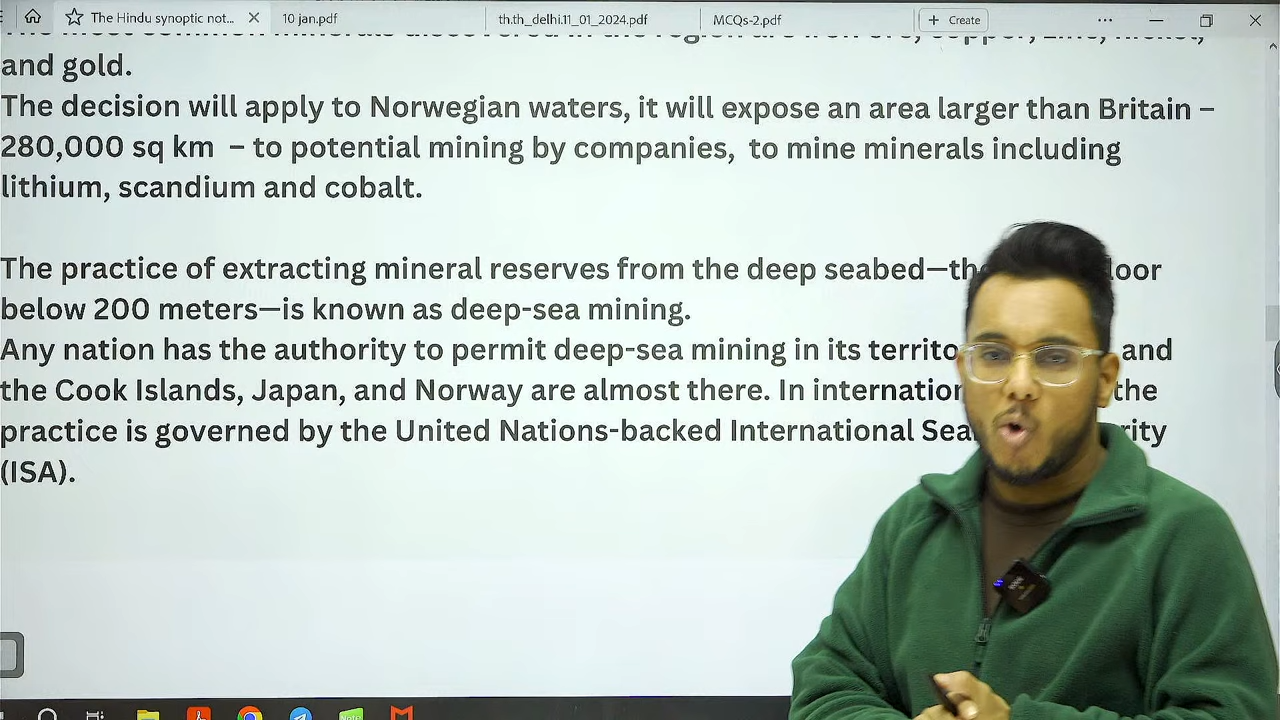 The Hindu synoptic not...
10 jan.pdf
th.th_delhi.11_01_2024.pdf
MCQs-2.pdf
+ Create
and gold.
The decision will apply to Norwegian waters, it will expose an area larger than Britain –
280,000 sq km – to potential mining by companies, to mine minerals including
lithium, scandium and cobalt.
The practice of extracting mineral reserves from the deep seabed—
below 200 meters—is known as deep-sea mining.
Any nation has the authority to permit deep-sea mining in its and
the Cook Islands, Japan, and Norway are almost there. In the
practice is governed by the United Nations-backed International
(ISA).